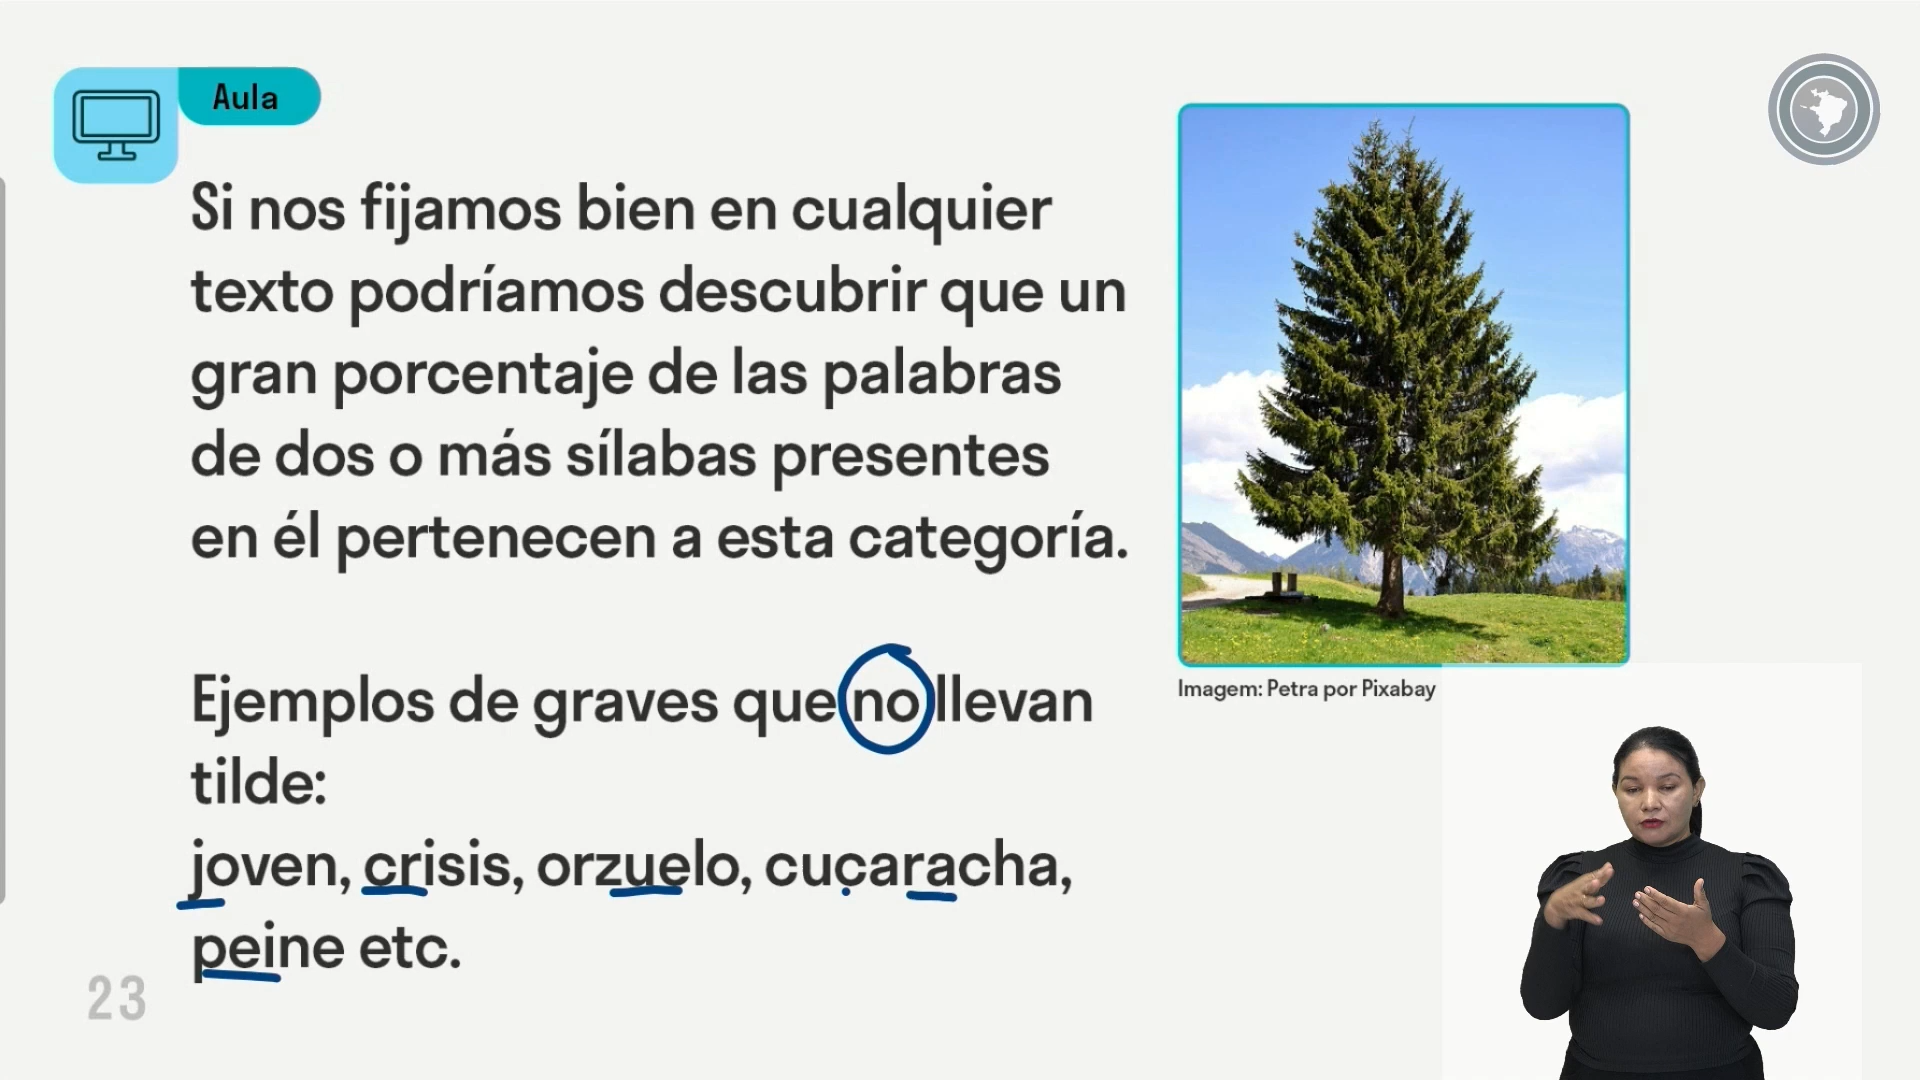 Aula
Si nos fijamos bien en cualquier
texto podríamos descubrir que un
gran porcentaje de las palabras
de dos o más sílabas presentes
en él pertenecen a esta categoría.
Ejemplos de graves que no llevan
tilde:
joven, crisis, orzuelo, cucaracha,
peine etc.
Imagem: Petra por Pixabay
23